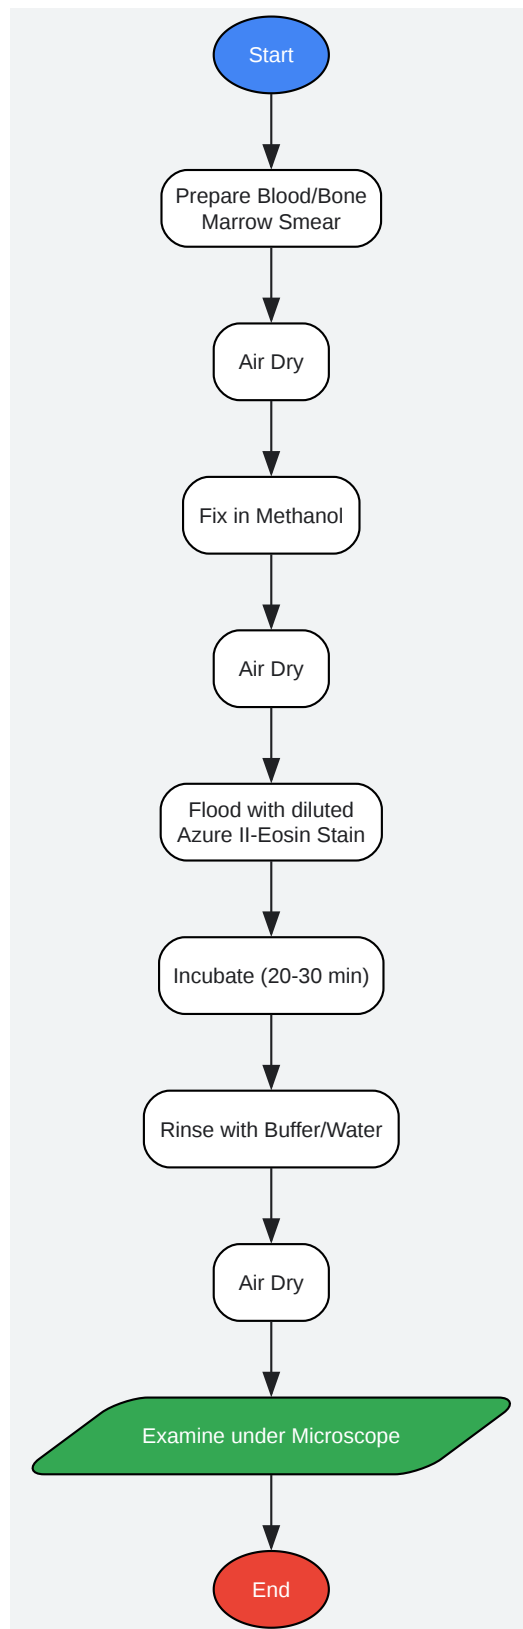 Start
Prepare Blood/Bone
Marrow Smear
Air Dry
Fix in Methanol
Air Dry
Flood with diluted
Azure II-Eosin Stain
Incubate (20-30 min)
Rinse with Buffer/Water
Air Dry
Examine under Microscope
End